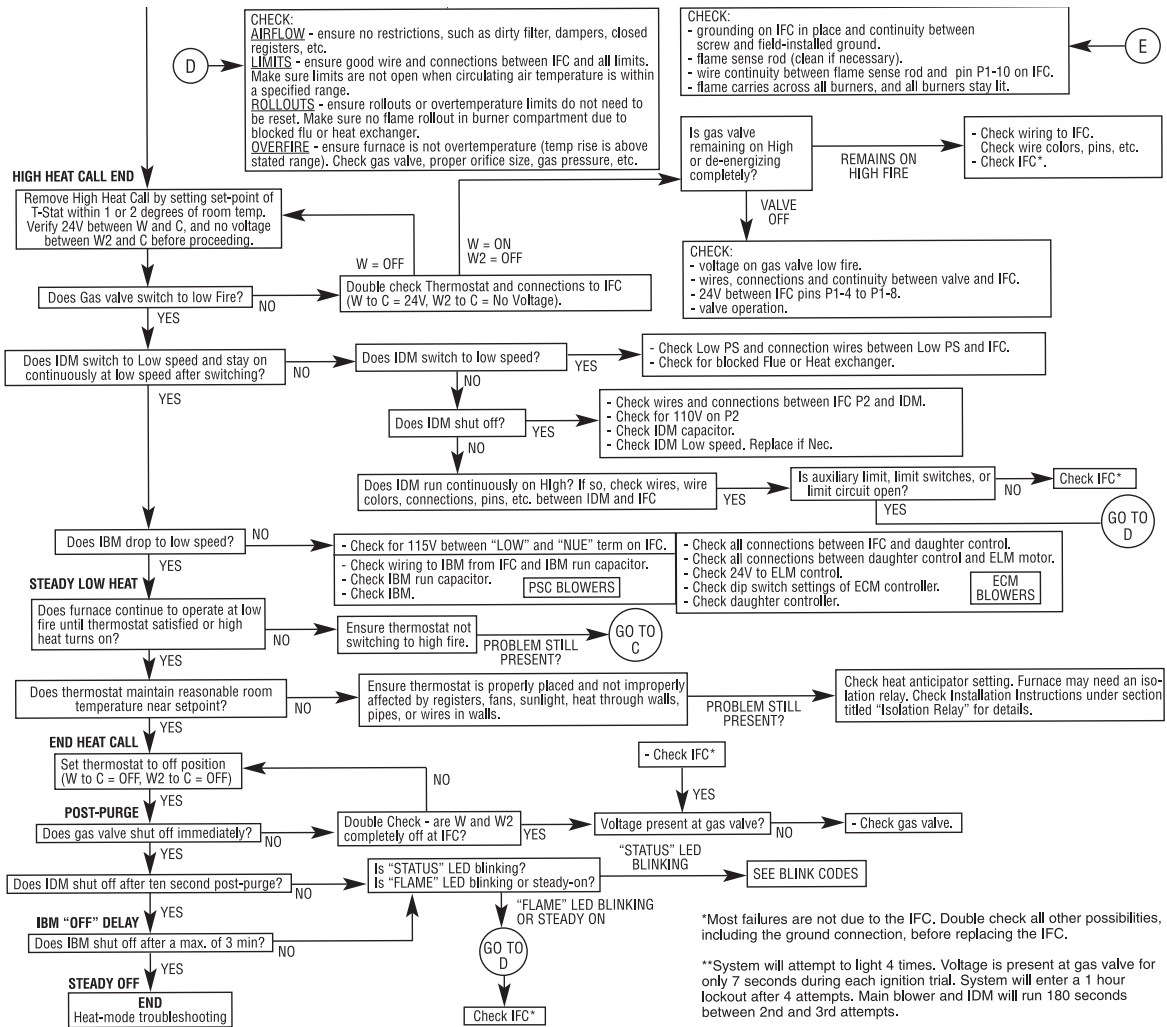 D
CHECK:
AIRFLOW - ensure no restrictions, such as dirty filter, dampers, closed
registers, etc.
LIMITS - ensure good wire and connections between IFC and all limits.
Make sure limits are not open when circulating air temperature is within
a specified range.
ROLLOUTS - ensure rollouts or overtemperature limits do not need to
be reset. Make sure no flame rollout in burner compartment due to
blocked flu or heat exchanger.
OVERFIRE - ensure furnace is not overtemperature (temp rise is above
stated range). Check gas valve, proper orifice size, gas pressure, etc.
CHECK:
- grounding on IFC in place and continuity between
screw and field-installed ground.
- flame sense rod (clean if necessary).
- wire continuity between flame sense rod and pin P1-10 on IFC.
- flame carries across all burners, and all burners stay lit.
E
Is gas valve
remaining on High
or de-energizing
completely?
REMAINS ON
HIGH FIRE
- Check wiring to IFC.
Check wire colors, pins, etc.
- Check IFC*.
VALVE
OFF
CHECK:
- voltage on gas valve low fire.
- wires, connections and continuity between valve and IFC.
- 24V between IFC pins P1-4 to P1-8.
- valve operation.
HIGH HEAT CALL END
Remove High Heat Call by setting set-point of
T-Stat within 1 or 2 degrees of room temp.
Verify 24V between W and C, and no voltage
between W2 and C before proceeding.
W = OFF
W = ON
W2 = OFF
Does Gas valve switch to low Fire?
NO
YES
Double check Thermostat and connections to IFC
(W to C = 24V, W2 to C = No Voltage).
Does IDM switch to Low speed and stay on
continuously at low speed after switching?
NO
YES
Does IDM switch to low speed?
YES
NO
- Check Low PS and connection wires between Low PS and IFC.
- Check for blocked Flue or Heat exchanger.
Does IDM shut off?
YES
NO
- Check wires and connections between IFC P2 and IDM.
- Check for 110V on P2
- Check IDM capacitor.
- Check IDM Low speed. Replace if Nec.
Does IDM run continuously on HIgh? If so, check wires, wire
colors, connections, pins, etc. between IDM and IFC
YES
Is auxiliary limit, limit switches, or
limit circuit open?
NO
YES
Check IFC*
GO TO
D
Does IBM drop to low speed?
NO
YES
- Check for 115V between “LOW” and “NUE” term on IFC.
- Check wiring to IBM from IFC and IBM run capacitor.
- Check IBM run capacitor.
- Check IBM.
PSC BLOWERS
- Check all connections between IFC and daughter control.
- Check all connections between daughter control and ELM motor.
- Check 24V to ELM control.
- Check dip switch settings of ECM controller.
- Check daughter controller.
ECM
BLOWERS
STEADY LOW HEAT
Does furnace continue to operate at low
fire until thermostat satisfied or high
heat turns on?
NO
YES
Ensure thermostat not
switching to high fire.
PROBLEM STILL
PRESENT?
GO TO
C
Does thermostat maintain reasonable room
temperature near setpoint?
NO
YES
Ensure thermostat is properly placed and not improperly
affected by registers, fans, sunlight, heat through walls,
pipes, or wires in walls.
PROBLEM STILL
PRESENT?
Check heat anticipator setting. Furnace may need an iso-
lation relay. Check Installation Instructions under section
titled “Isolation Relay” for details.
END HEAT CALL
Set thermostat to off position
(W to C = OFF, W2 to C = OFF)
NO
YES
- Check IFC*
YES
POST-PURGE
Does gas valve shut off immediately?
NO
YES
Double Check - are W and W2
completely off at IFC?
YES
Voltage present at gas valve?
NO
- Check gas valve.
Does IDM shut off after ten second post-purge?
NO
YES
Is “STATUS” LED blinking?
Is “FLAME” LED blinking or steady-on?
“STATUS” LED
BLINKING
SEE BLINK CODES
“FLAME” LED BLINKING
OR STEADY ON
GO TO
D
Check IFC*
IBM “OFF” DELAY
Does IBM shut off after a max. of 3 min?
NO
YES
STEADY OFF
END
Heat-mode troubleshooting
*Most failures are not due to the IFC. Double check all other possibilities,
including the ground connection, before replacing the IFC.
**System will attempt to light 4 times. Voltage is present at gas valve for
only 7 seconds during each ignition trial. System will enter a 1 hour
lockout after 4 attempts. Main blower and IDM will run 180 seconds
between 2nd and 3rd attempts.